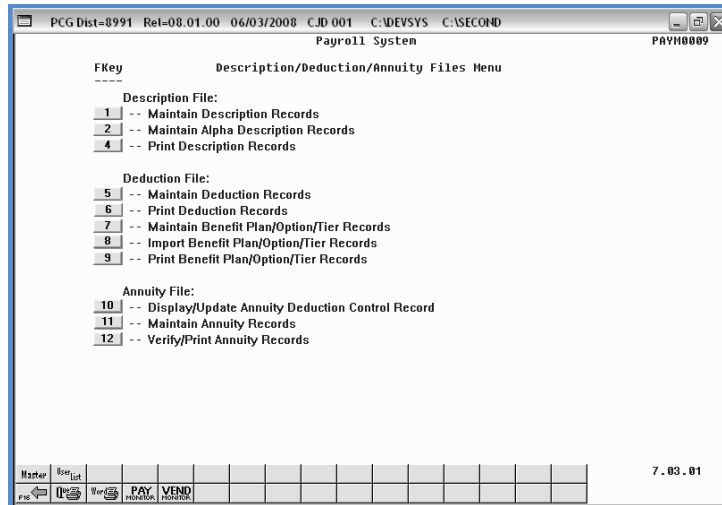 PCG Dist=8991 Rel=08.01.00 06/03/2008 CJD 001 C:\DEVSYS C:\SECOND
Payroll System PAYM0009
FKey Description/Deduction/Annuity Files Menu
----
Description File:
1 -- Maintain Description Records
2 -- Maintain Alpha Description Records
4 -- Print Description Records
Deduction File:
5 -- Maintain Deduction Records
6 -- Print Deduction Records
7 -- Maintain Benefit Plan/Option/Tier Records
8 -- Import Benefit Plan/Option/Tier Records
9 -- Print Benefit Plan/Option/Tier Records
Annuity File:
10 -- Display/Update Annuity Deduction Control Record
11 -- Maintain Annuity Records
12 -- Verify/Print Annuity Records
Master User List 7.03.01
F16 Que Word PAY MONITOR VEND MONITOR